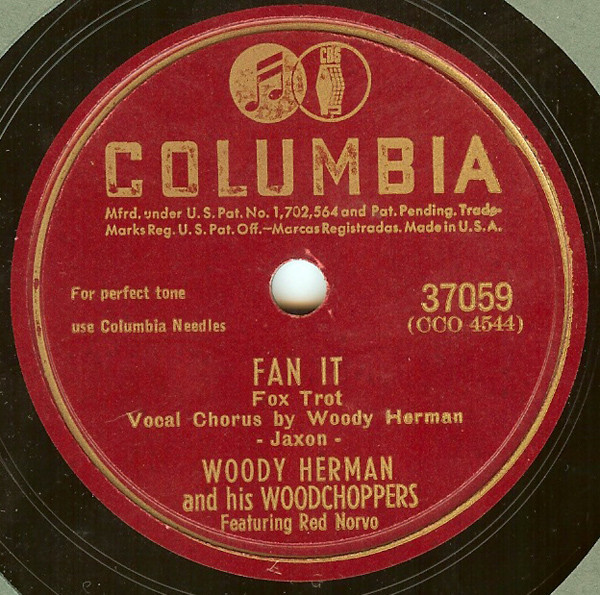 CBS
COLUMBIA
Mfrd. under U.S. Pat. No. 1,702,564 and Pat. Pending. Trade-
Marks Reg. U.S. Pat. Off.—Marcas Registradas. Made in U.S.A.
For perfect tone
use Columbia Needles
37059
(CCO 4544)
FAN IT
Fox Trot
Vocal Chorus by Woody Herman
- Jaxon -
WOODY HERMAN
and his WOODCHOPPERS
Featuring Red Norvo